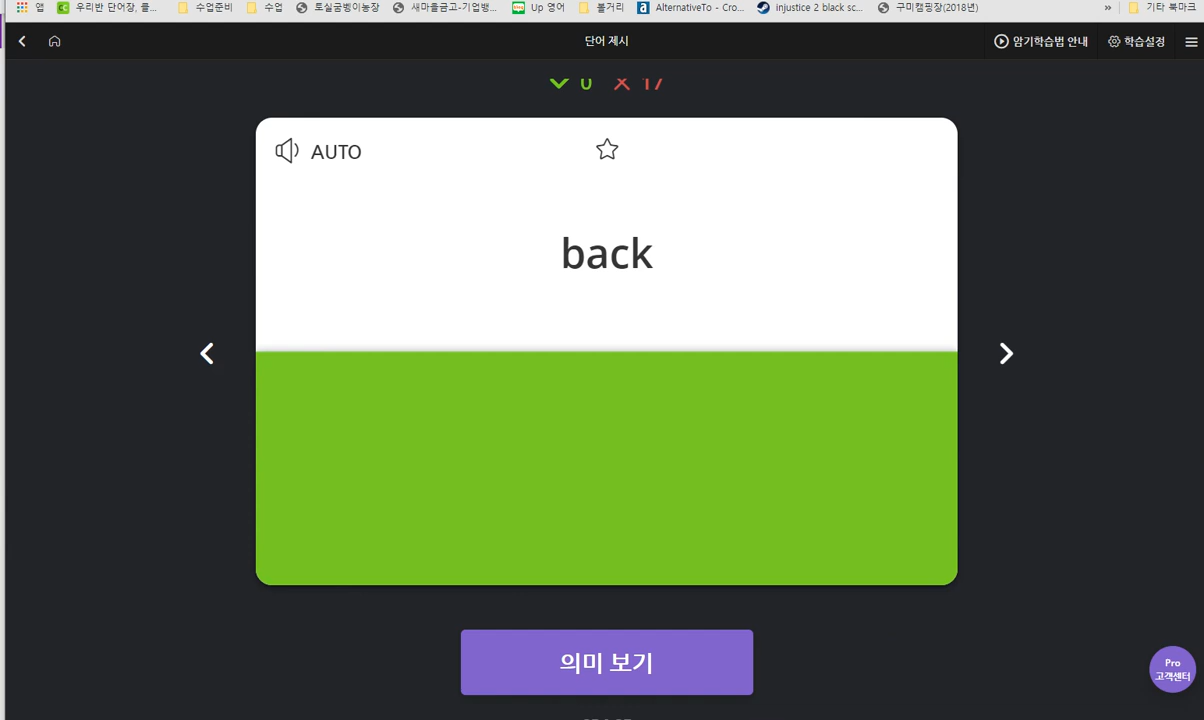 앱 우리반 단어장, 클... 수업준비 수업 토실굼벵이농장 새마을금고-기업뱅... Up 영어 볼거리 AlternativeTo - Cro... injustice 2 black sc... 구미캠핑장(2018년) » 기타 북마크
단어 제시 암기학습법 안내 학습설정
0 17
AUTO
back
의미 보기
Pro
고객센터